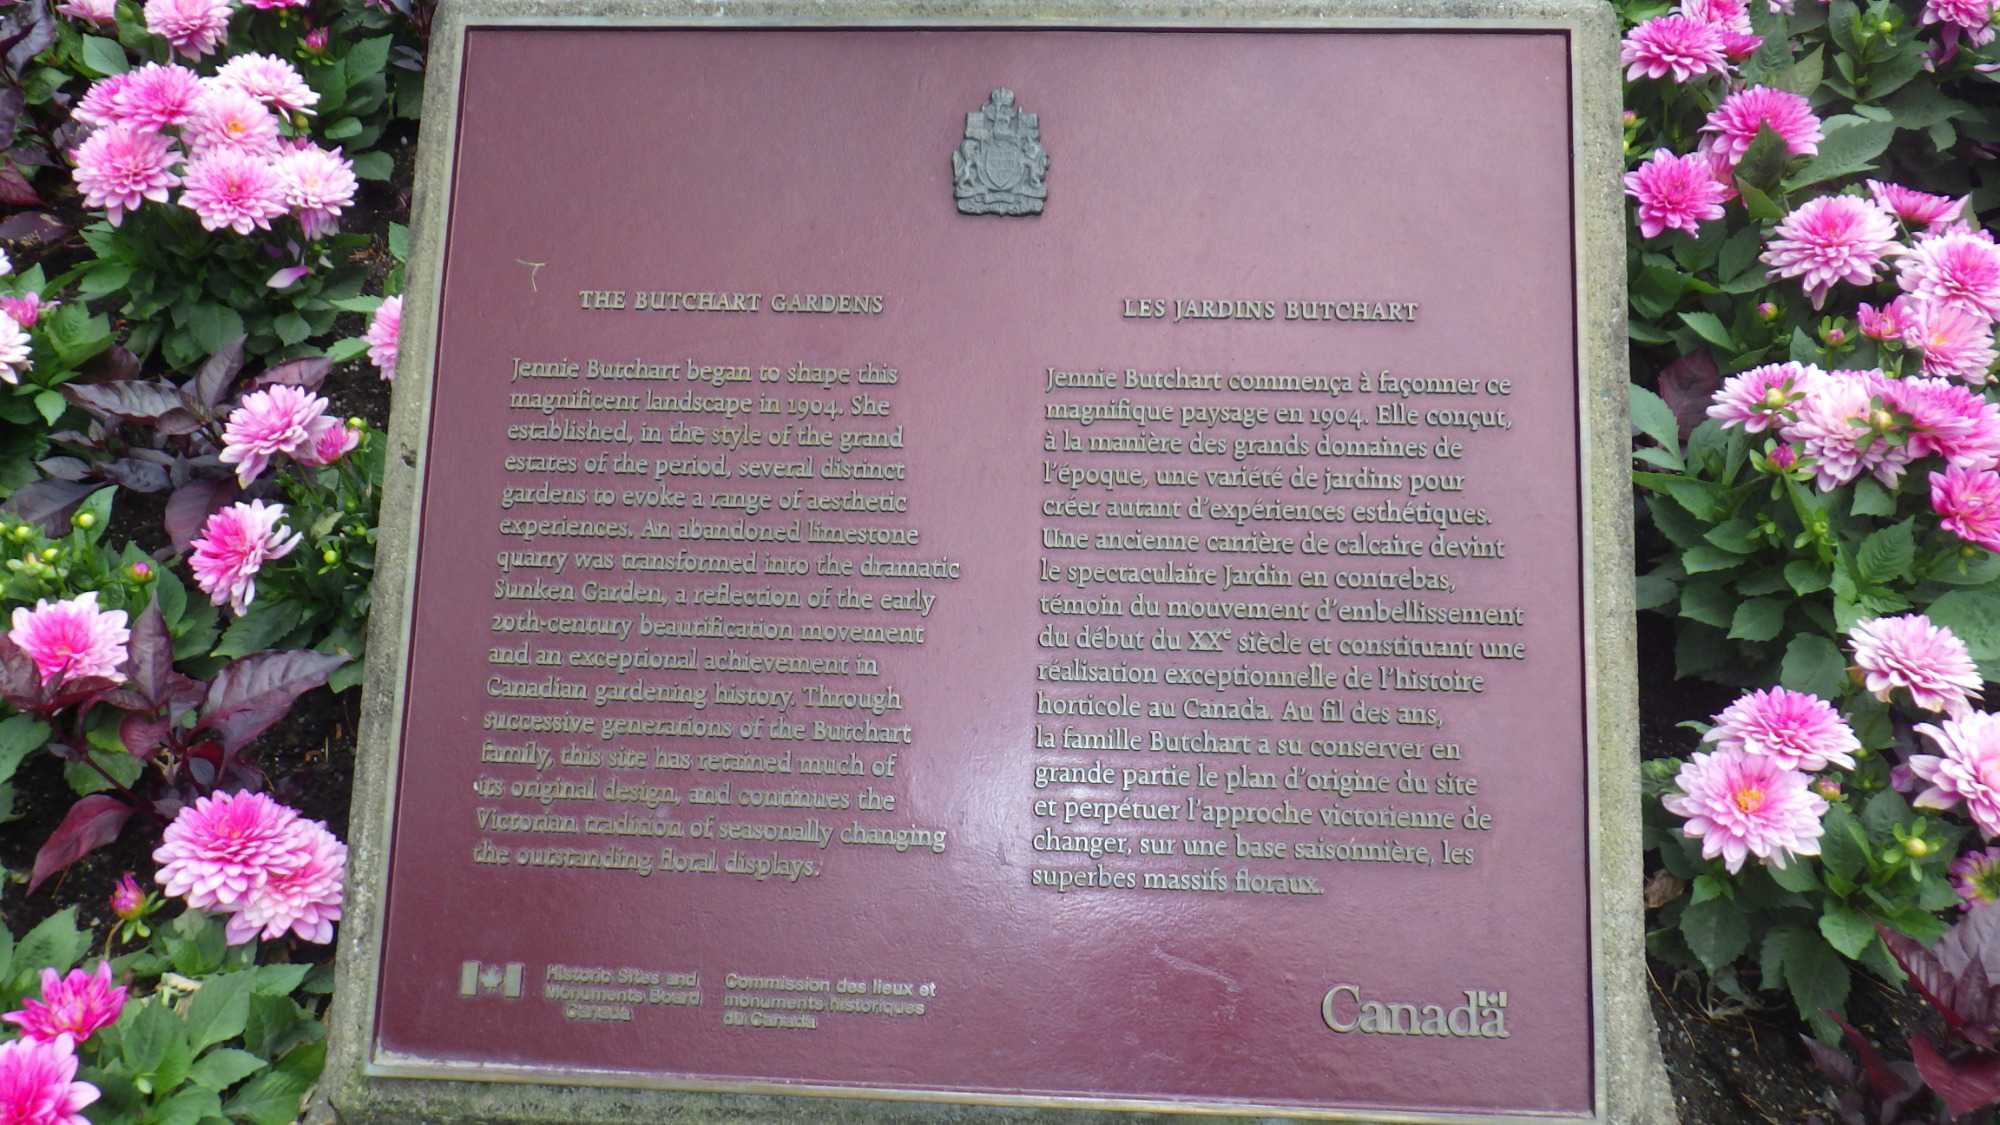 THE BUTCHART GARDENS
Jennie Butchart began to shape this
magnificent landscape in 1904. She
established, in the style of the grand
estates of the period, several distinct
gardens to evoke a range of aesthetic
experiences. An abandoned limestone
quarry was transformed into the dramatic
Sunken Garden, a reflection of the early
20th-century beautification movement
and an exceptional achievement in
Canadian gardening history. Through
successive generations of the Butchart
family, this site has retained much of
its original design, and continues the
Victorian tradition of seasonally changing
the outstanding floral displays.
LES JARDINS BUTCHART
Jennie Butchart commença à façonner ce
magnifique paysage en 1904. Elle conçut,
à la manière des grands domaines de
l'époque, une variété de jardins pour
créer autant d'expériences esthétiques.
Une ancienne carrière de calcaire devint
le spectaculaire Jardin en contrebas,
témoin du mouvement d'embellissement
du début du XXe siècle et constituant une
réalisation exceptionnelle de l'histoire
horticole au Canada. Au fil des ans,
la famille Butchart a su conserver en
grande partie le plan d'origine du site
et perpétuer l'approche victorienne de
changer, sur une base saisonnière, les
superbes massifs floraux.
Historic Sites and
Monuments Board
Canada
Commission des lieux et
monuments historiques
du Canada
Canada